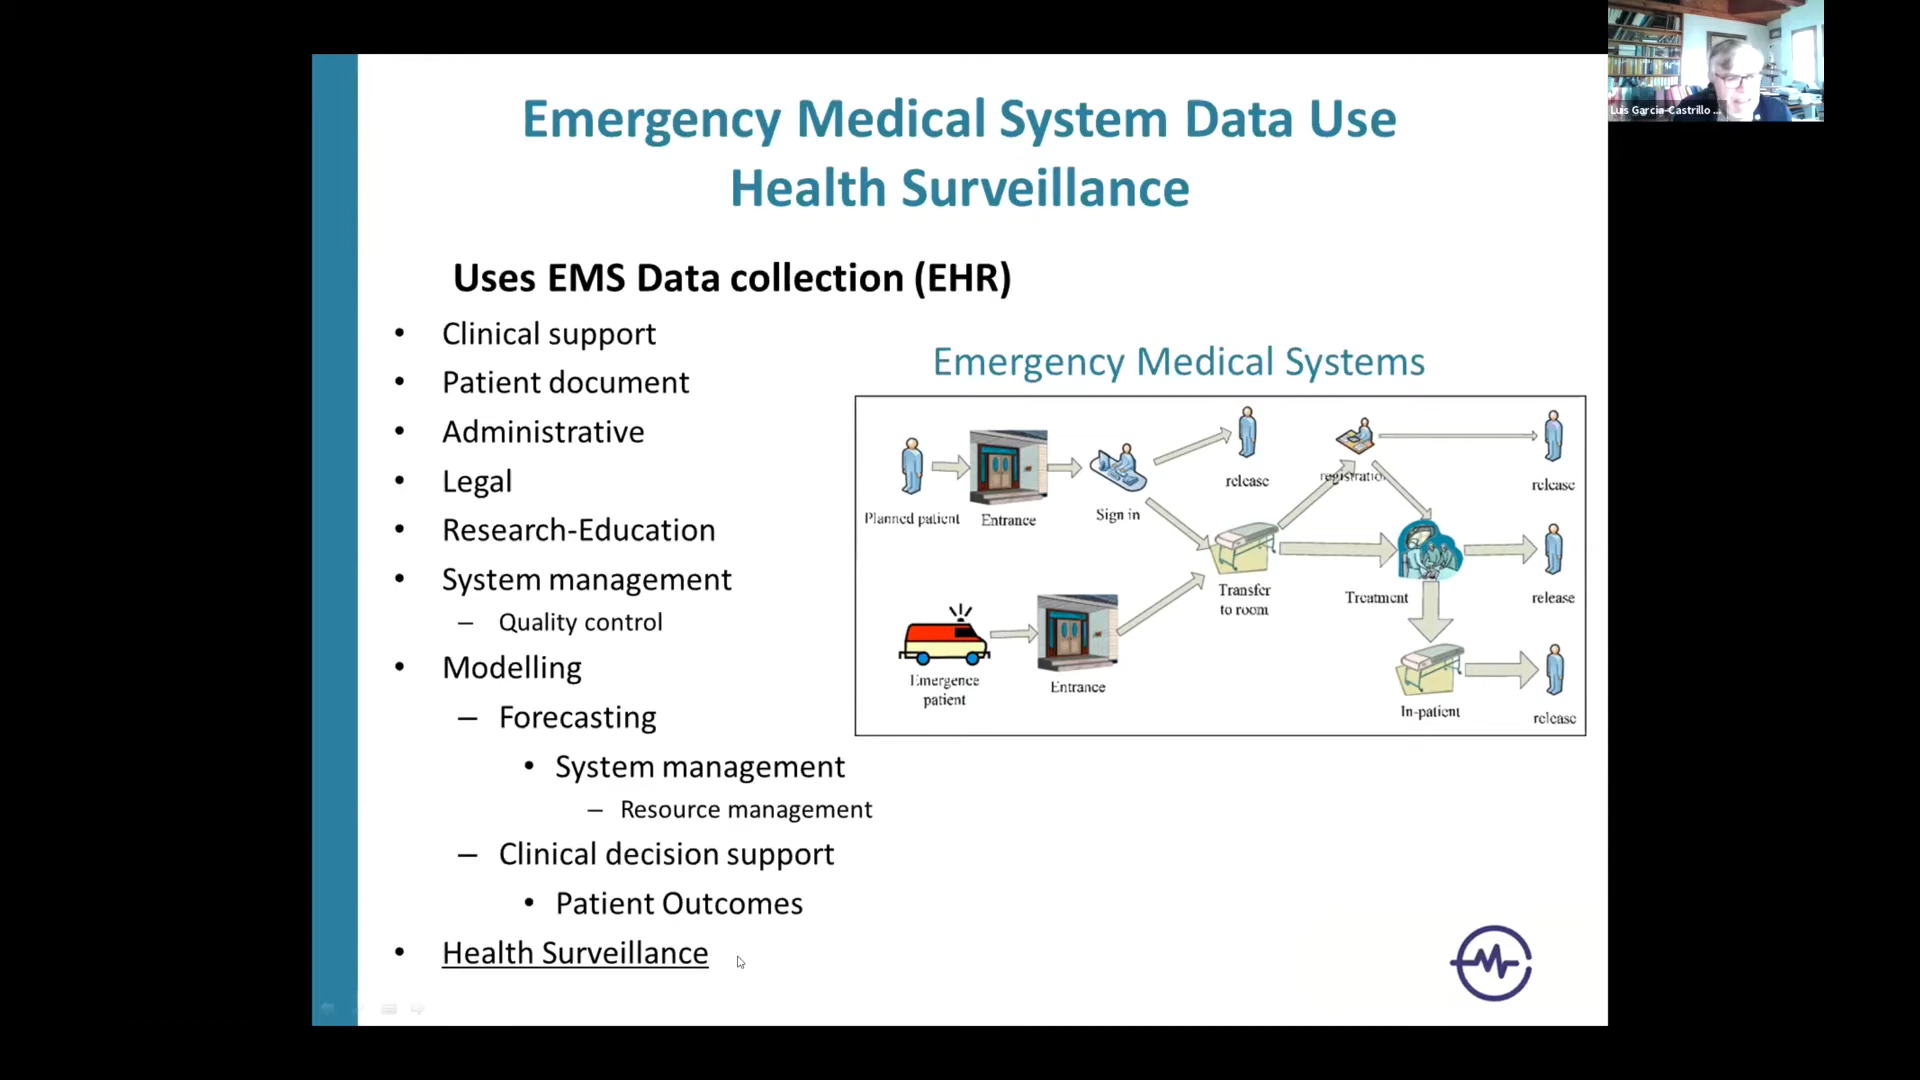 Luis Garcia-Castrillo ...
Emergency Medical System Data Use
Health Surveillance
Uses EMS Data collection (EHR)
• Clinical support
• Patient document
• Administrative
• Legal
• Research-Education
• System management
– Quality control
• Modelling
– Forecasting
• System management
– Resource management
– Clinical decision support
• Patient Outcomes
• Health Surveillance
Emergency Medical Systems
Planned patient
Entrance
Sign in
release
registration
release
Transfer
to room
Treatment
release
Emergence
patient
Entrance
In-patient
release